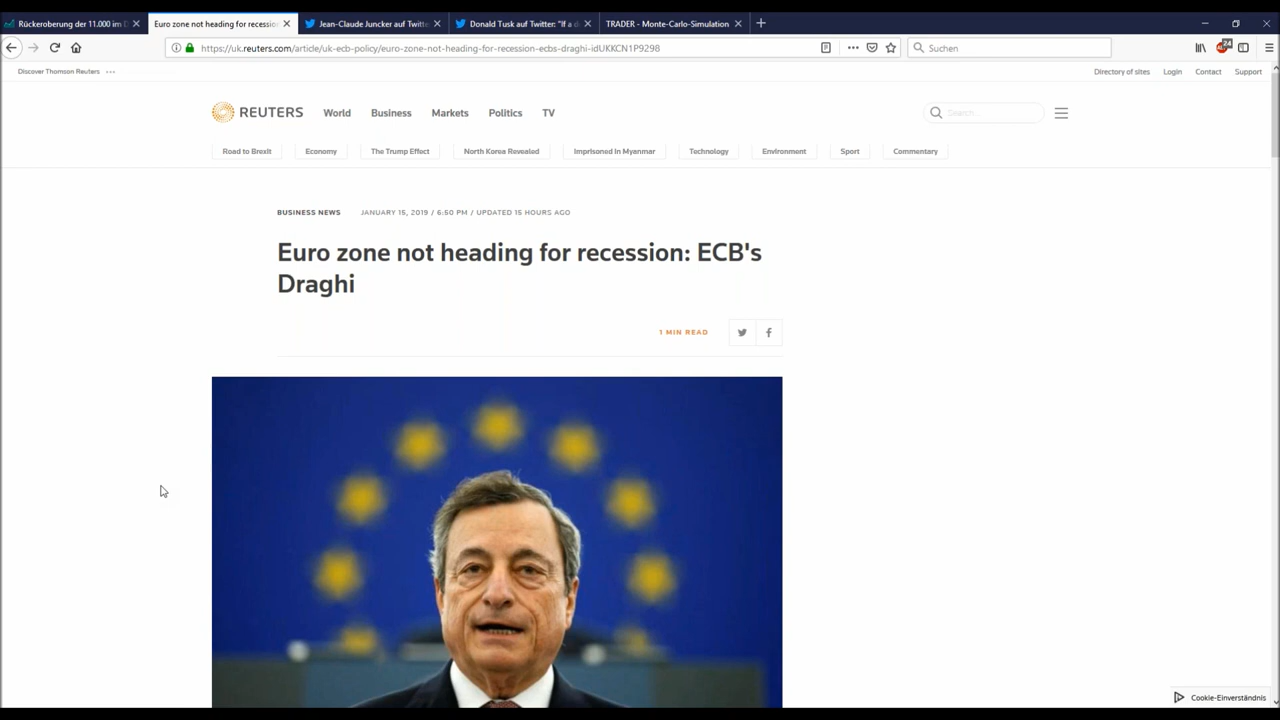 Rückeroberung der 11.000 im D
Euro zone not heading for recession
Jean-Claude Juncker auf Twitte
Donald Tusk auf Twitter: "If a d
TRADER - Monte-Carlo-Simulation
https://uk.reuters.com/article/uk-ecb-policy/euro-zone-not-heading-for-recession-ecbs-draghi-idUKKCN1P9298
Suchen
24
Discover Thomson Reuters
Directory of sites Login Contact Support
REUTERS World Business Markets Politics TV
Search...
Road to Brexit Economy The Trump Effect North Korea Revealed Imprisoned In Myanmar Technology Environment Sport Commentary
BUSINESS NEWS JANUARY 15, 2019 / 6:50 PM / UPDATED 15 HOURS AGO
Euro zone not heading for recession: ECB's
Draghi
1 MIN READ
Cookie-Einverständnis